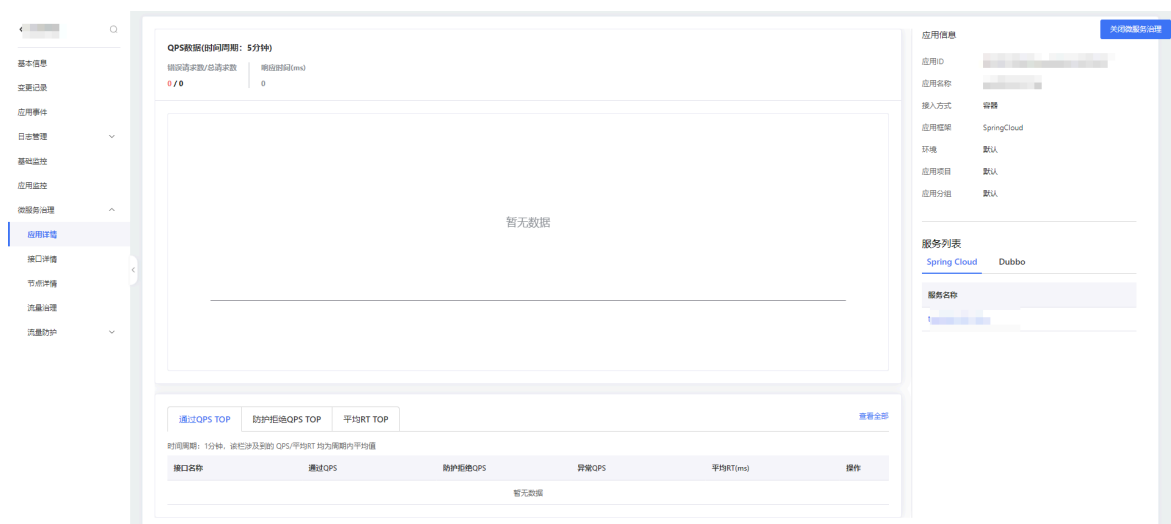 基本信息
变更记录
应用事件
日志管理
基础监控
应用监控
微服务治理
应用详情
接口详情
节点详情
流量治理
流量防护
QPS数据(时间周期：5分钟)
错误请求数/总请求数 响应时间(ms)
0 / 0 0
暂无数据
通过QPS TOP 防护拒绝QPS TOP 平均RT TOP 查看全部
时间周期：1分钟，该栏涉及到的 QPS/平均RT 均为周期内平均值
接口名称 通过QPS 防护拒绝QPS 异常QPS 平均RT(ms) 操作
暂无数据
关闭微服务治理
应用信息
应用ID
应用名称
接入方式 容器
应用框架 SpringCloud
环境 默认
应用项目 默认
应用分组 默认
服务列表
Spring Cloud Dubbo
服务名称